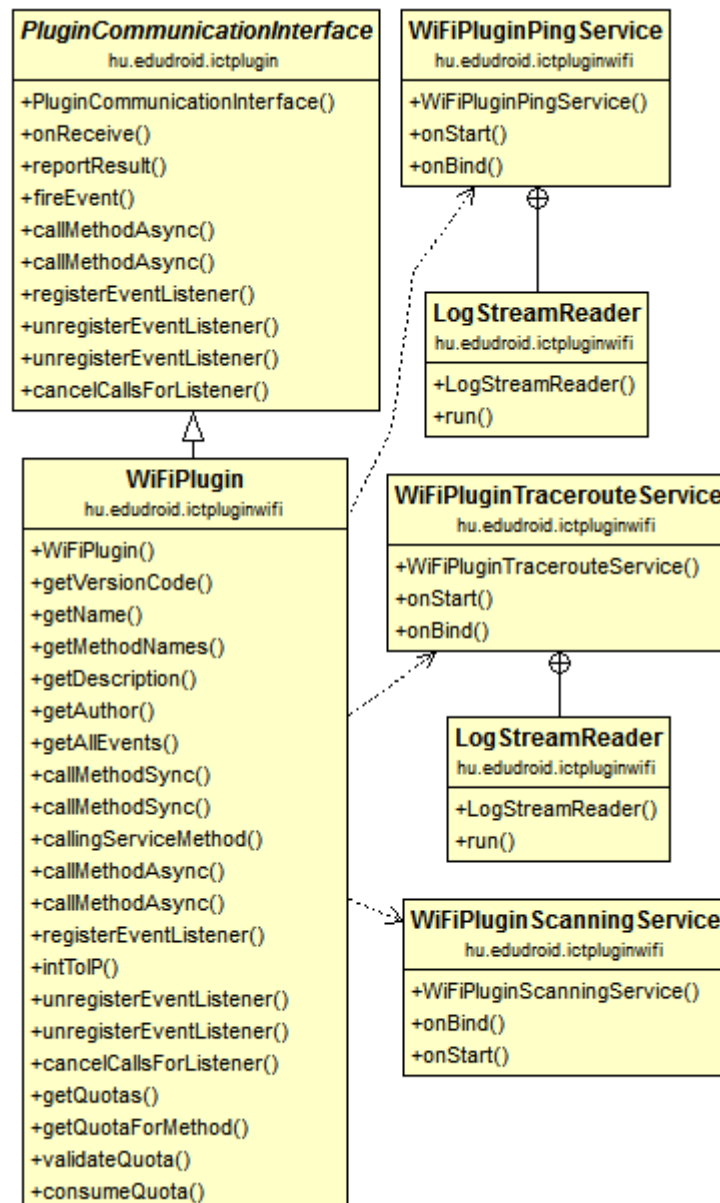 PluginCommunicationInterface
hu.edudroid.ictplugin
+PluginCommunicationInterface()
+onReceive()
+reportResult()
+fireEvent()
+callMethodAsync()
+callMethodAsync()
+registerEventListener()
+unregisterEventListener()
+unregisterEventListener()
+cancelCallsForListener()
WiFiPlugin
hu.edudroid.ictpluginwifi
+WiFiPlugin()
+getVersionCode()
+getName()
+getMethodNames()
+getDescription()
+getAuthor()
+getAllEvents()
+callMethodSync()
+callMethodSync()
+callingServiceMethod()
+callMethodAsync()
+callMethodAsync()
+registerEventListener()
+intToIP()
+unregisterEventListener()
+unregisterEventListener()
+cancelCallsForListener()
+getQuotas()
+getQuotaForMethod()
+validateQuota()
+consumeQuota()
WiFiPluginPingService
hu.edudroid.ictpluginwifi
+WiFiPluginPingService()
+onStart()
+onBind()
LogStreamReader
hu.edudroid.ictpluginwifi
+LogStreamReader()
+run()
WiFiPluginTracerouteService
hu.edudroid.ictpluginwifi
+WiFiPluginTracerouteService()
+onStart()
+onBind()
LogStreamReader
hu.edudroid.ictpluginwifi
+LogStreamReader()
+run()
WiFiPluginScanningService
hu.edudroid.ictpluginwifi
+WiFiPluginScanningService()
+onBind()
+onStart()